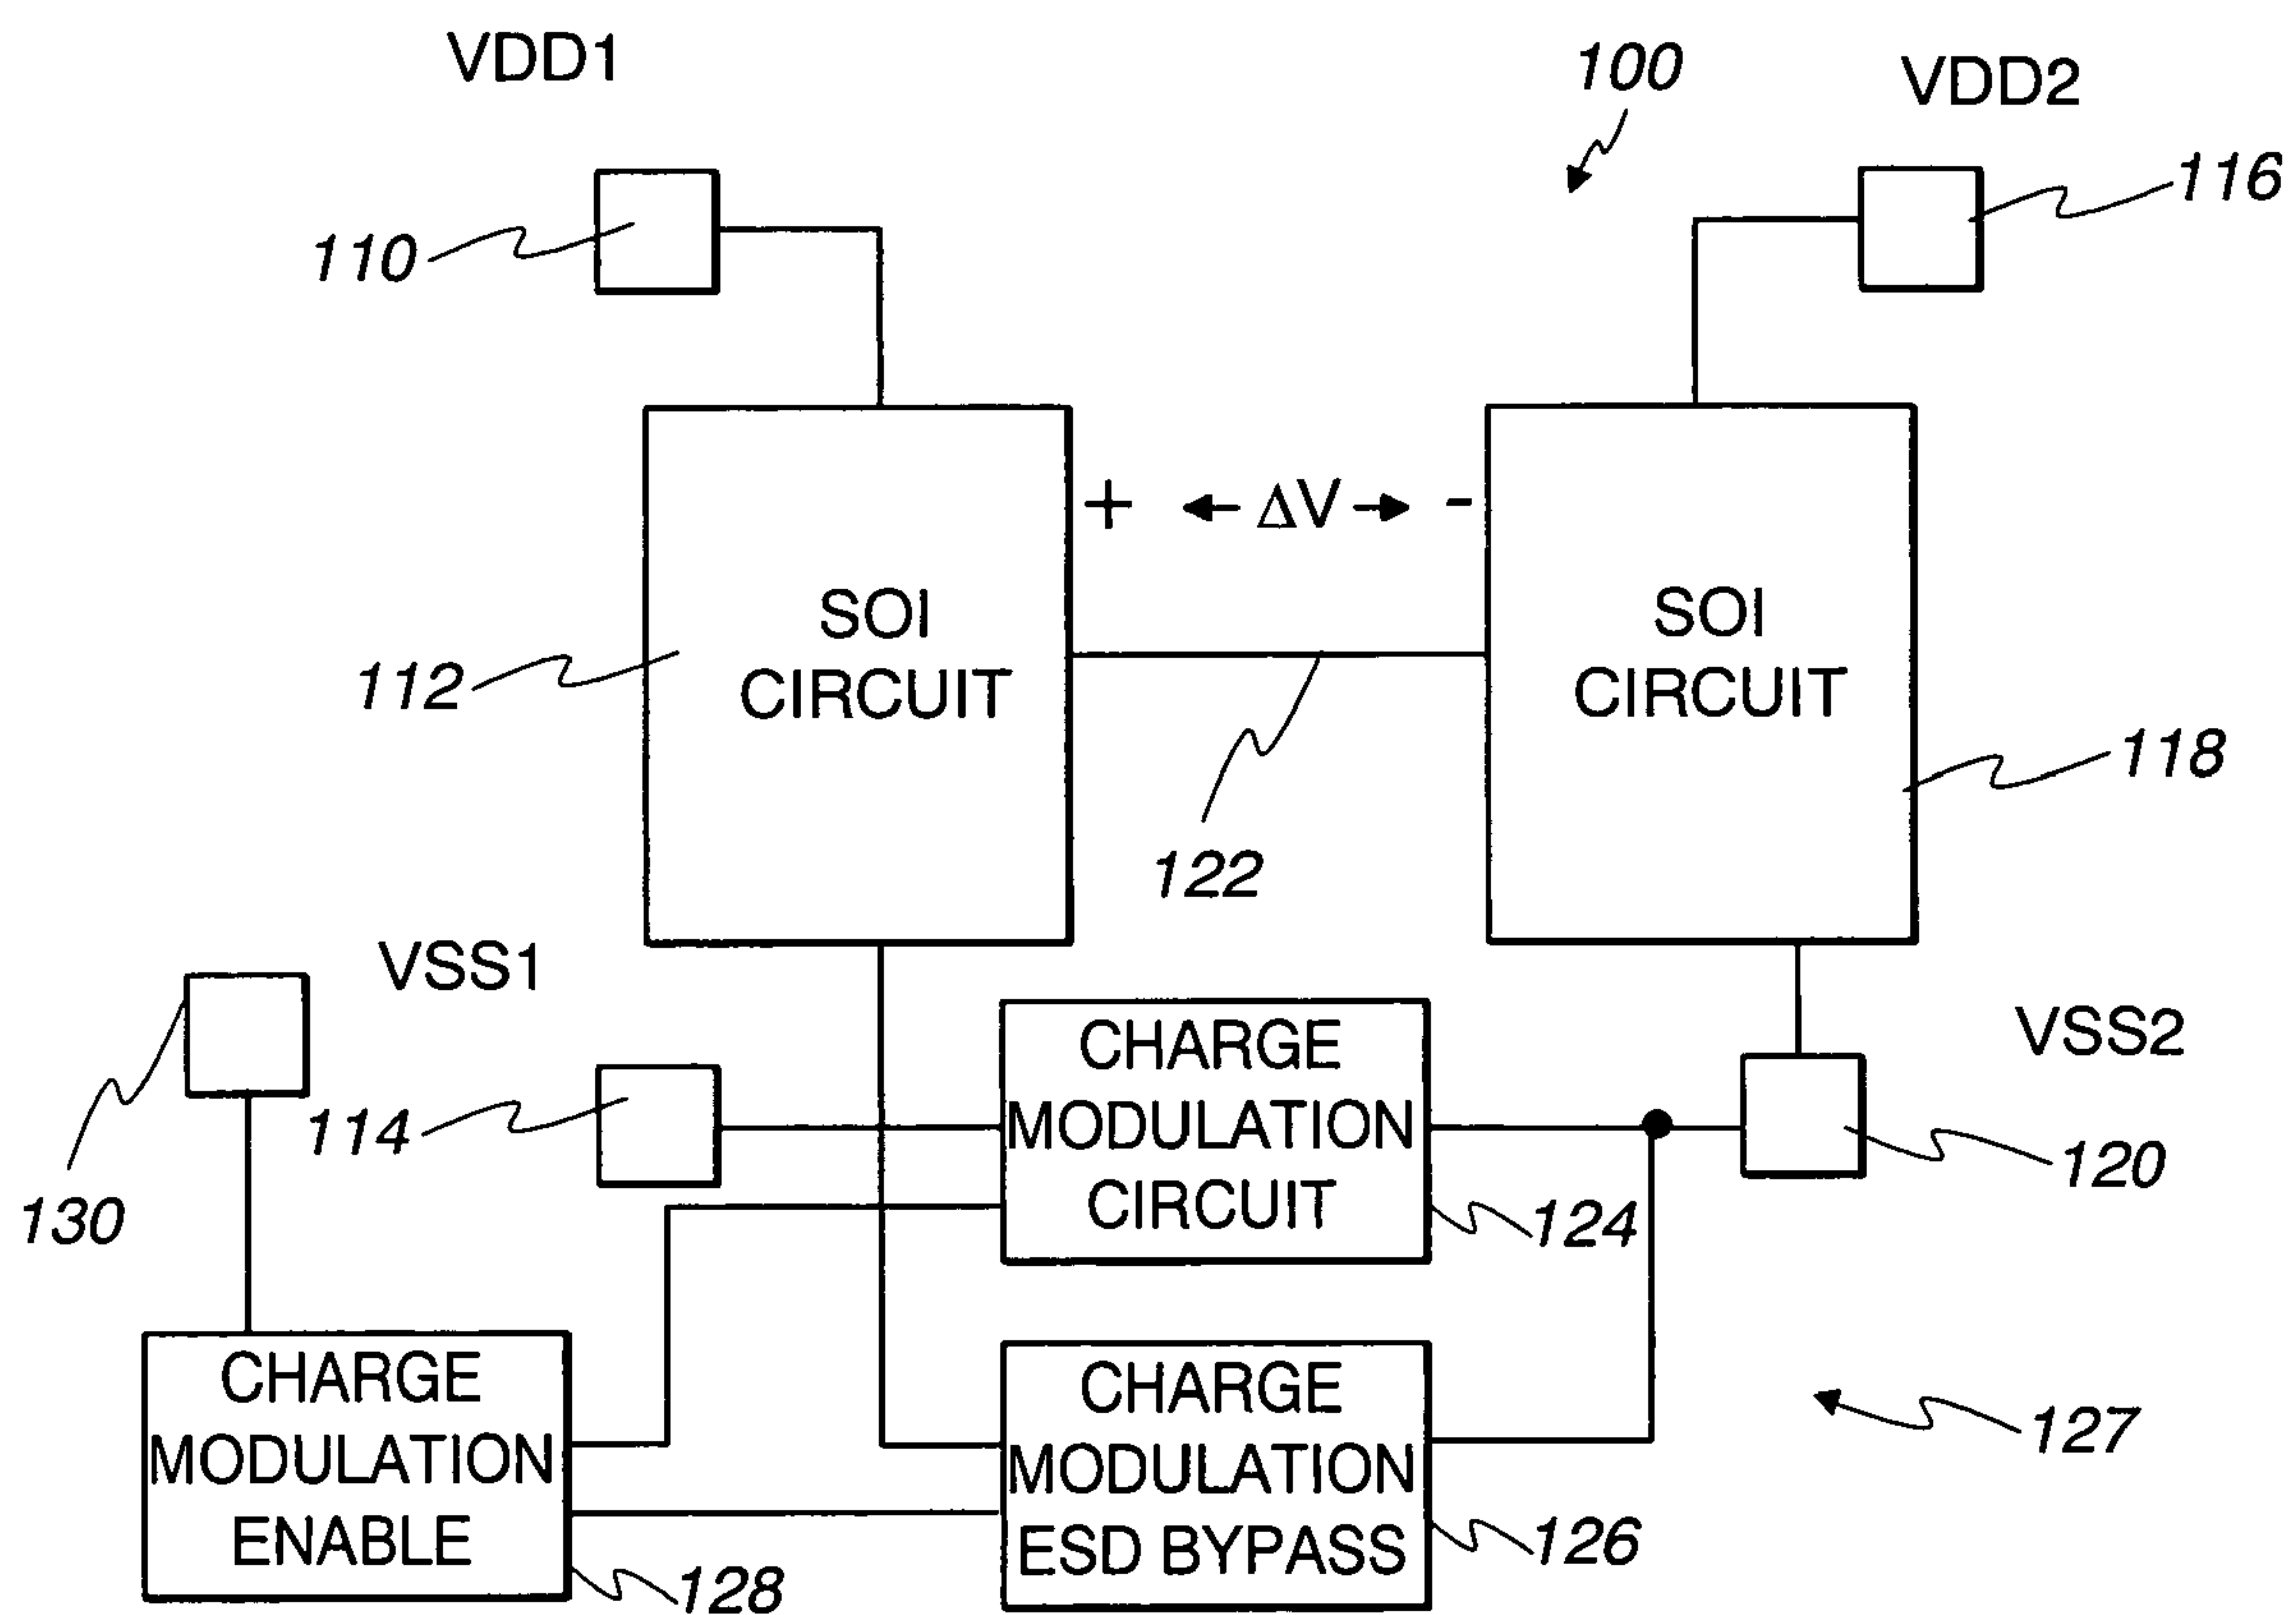 VDD1
100
VDD2
116
110
+ ΔV -
SOI
CIRCUIT
SOI
CIRCUIT
112
118
122
VSS1
VSS2
CHARGE
MODULATION
CIRCUIT
114
120
130
124
CHARGE
MODULATION
ENABLE
CHARGE
MODULATION
ESD BYPASS
127
126
128